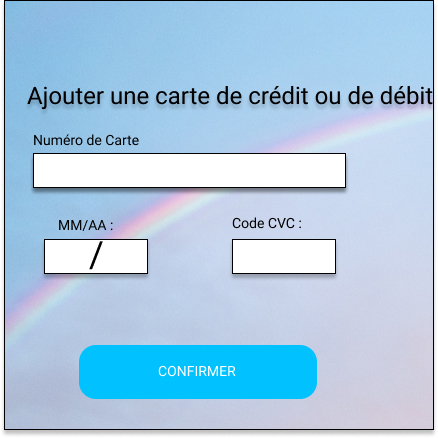 Ajouter une carte de crédit ou de débit
Numéro de Carte
MM/AA :
Code CVC :
/
CONFIRMER